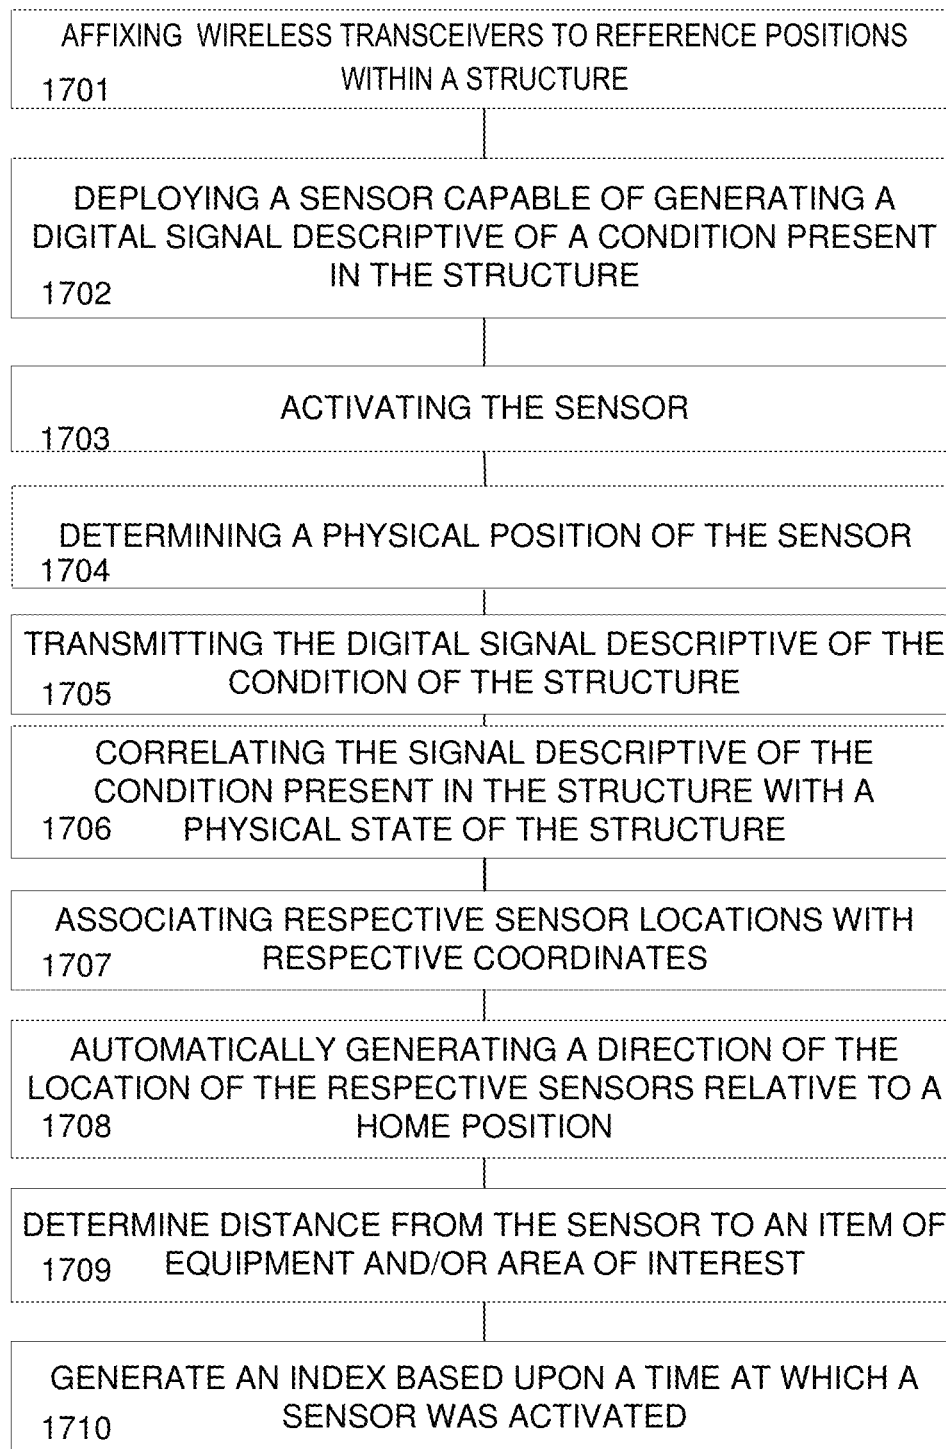 AFFIXING WIRELESS TRANSCEIVERS TO REFERENCE POSITIONS
WITHIN A STRUCTURE
1701
DEPLOYING A SENSOR CAPABLE OF GENERATING A
DIGITAL SIGNAL DESCRIPTIVE OF A CONDITION PRESENT
IN THE STRUCTURE
1702
ACTIVATING THE SENSOR
1703
DETERMINING A PHYSICAL POSITION OF THE SENSOR
1704
TRANSMITTING THE DIGITAL SIGNAL DESCRIPTIVE OF THE
CONDITION OF THE STRUCTURE
1705
CORRELATING THE SIGNAL DESCRIPTIVE OF THE
CONDITION PRESENT IN THE STRUCTURE WITH A
1706 PHYSICAL STATE OF THE STRUCTURE
ASSOCIATING RESPECTIVE SENSOR LOCATIONS WITH
1707 RESPECTIVE COORDINATES
AUTOMATICALLY GENERATING A DIRECTION OF THE
LOCATION OF THE RESPECTIVE SENSORS RELATIVE TO A
1708 HOME POSITION
DETERMINE DISTANCE FROM THE SENSOR TO AN ITEM OF
1709 EQUIPMENT AND/OR AREA OF INTEREST
GENERATE AN INDEX BASED UPON A TIME AT WHICH A
1710 SENSOR WAS ACTIVATED